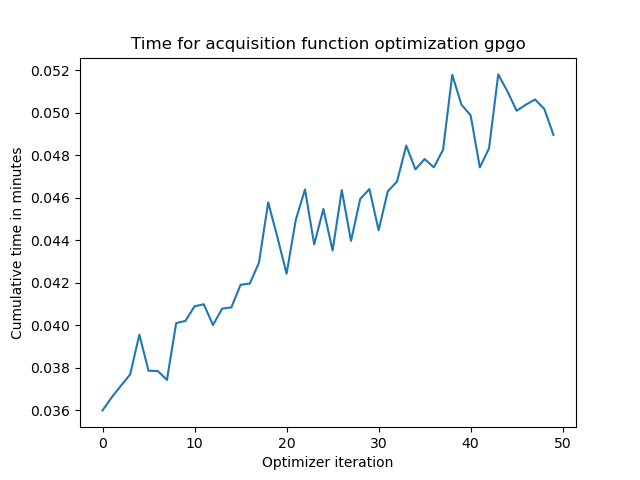 Time for acquisition function optimization gpgo
Cumulative time in minutes
0.052
0.050
0.048
0.046
0.044
0.042
0.040
0.038
0.036
0 10 20 30 40 50
Optimizer iteration